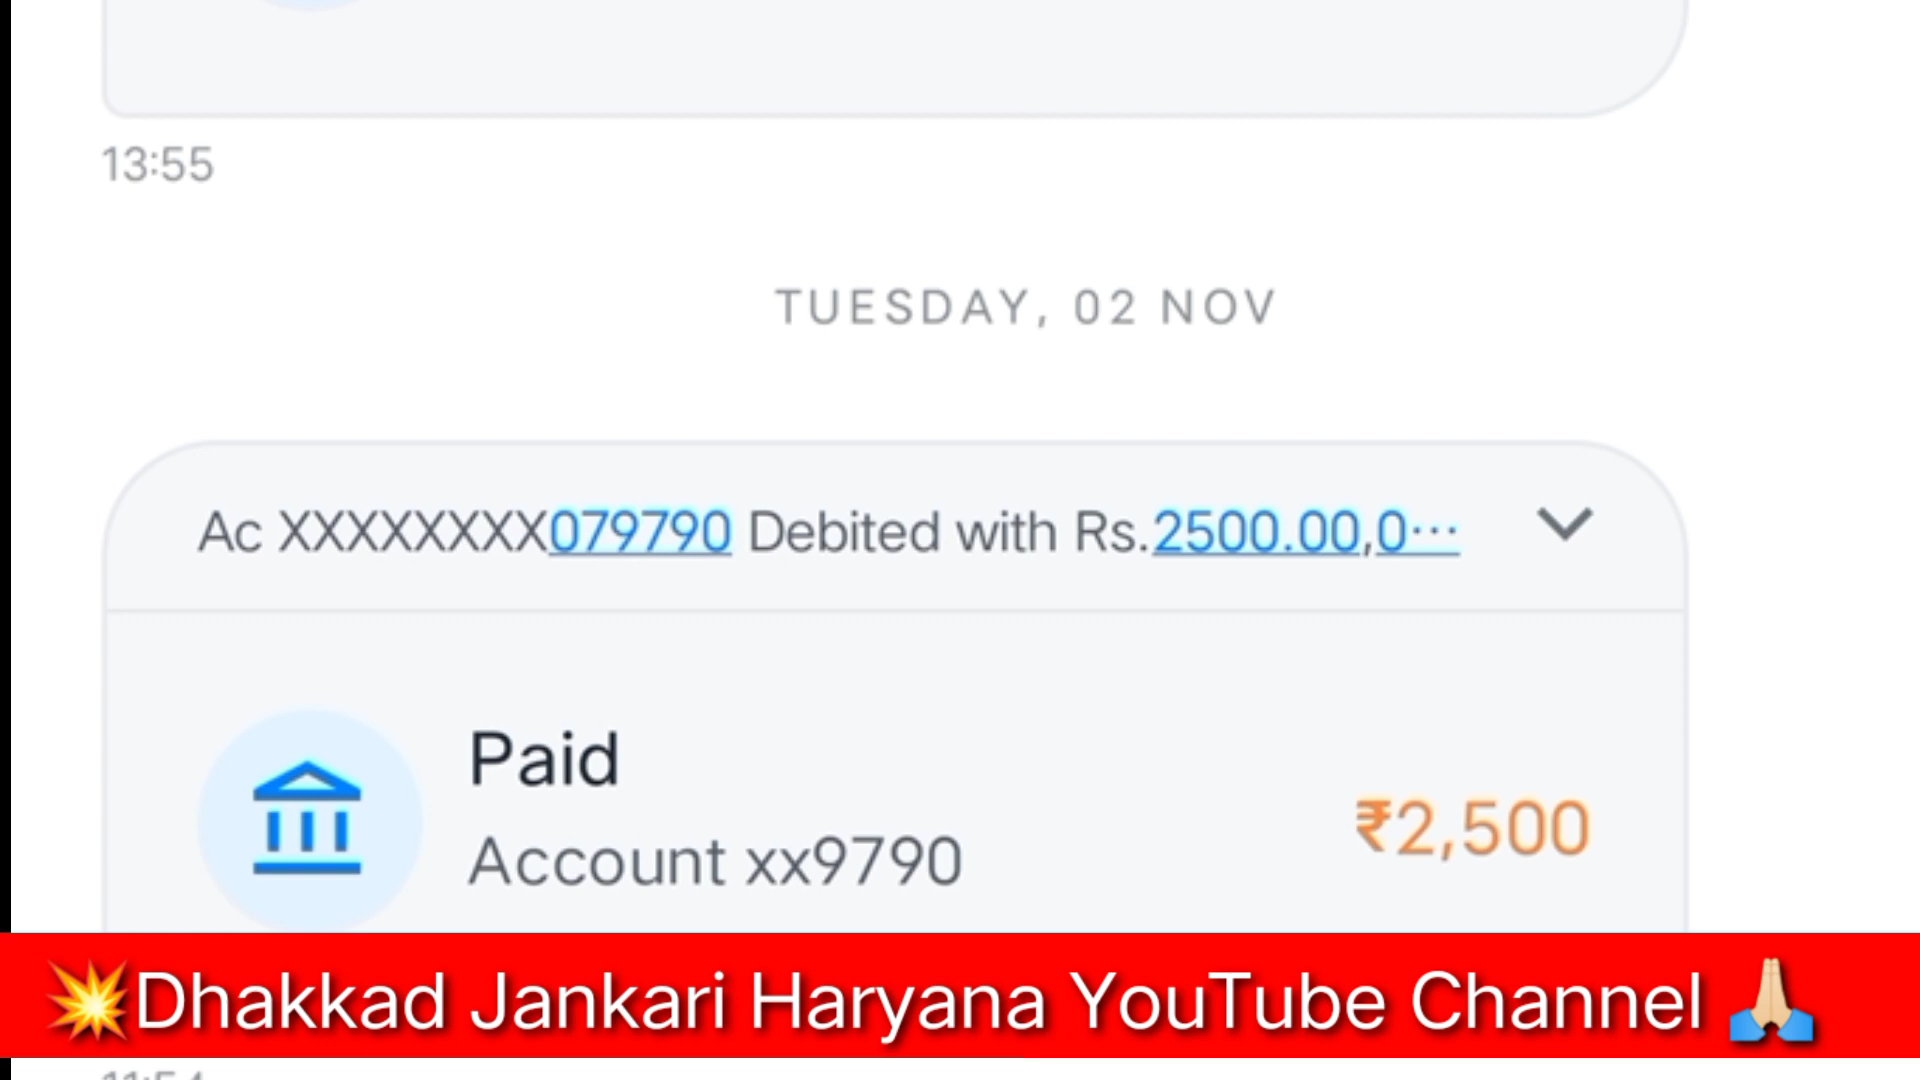 13:55
TUESDAY, 02 NOV
Ac XXXXXXXX079790 Debited with Rs.2500.00,0...
Paid
Account xx9790
₹2,500
💥Dhakkad Jankari Haryana YouTube Channel 🙏🏼